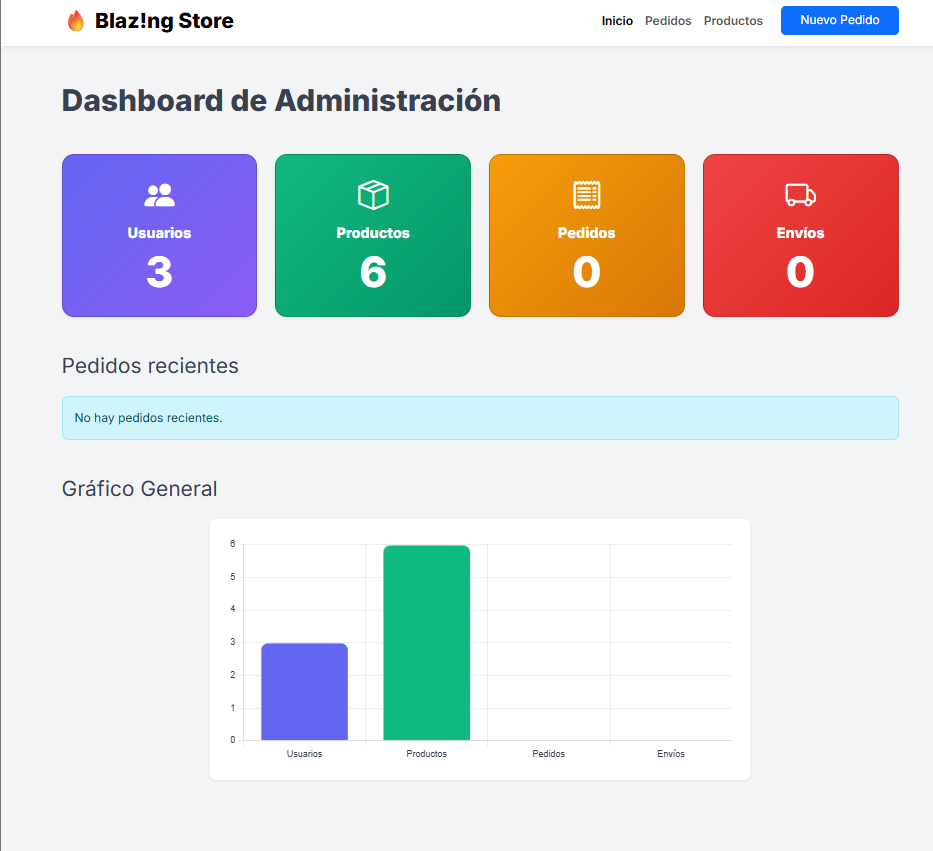 🔥 Blaz!ng Store
Inicio Pedidos Productos Nuevo Pedido
Dashboard de Administración
Usuarios Productos Pedidos Envíos
3 6 0 0
Pedidos recientes
No hay pedidos recientes.
Gráfico General
6
5
4
3
2
1
0
Usuarios Productos Pedidos Envíos